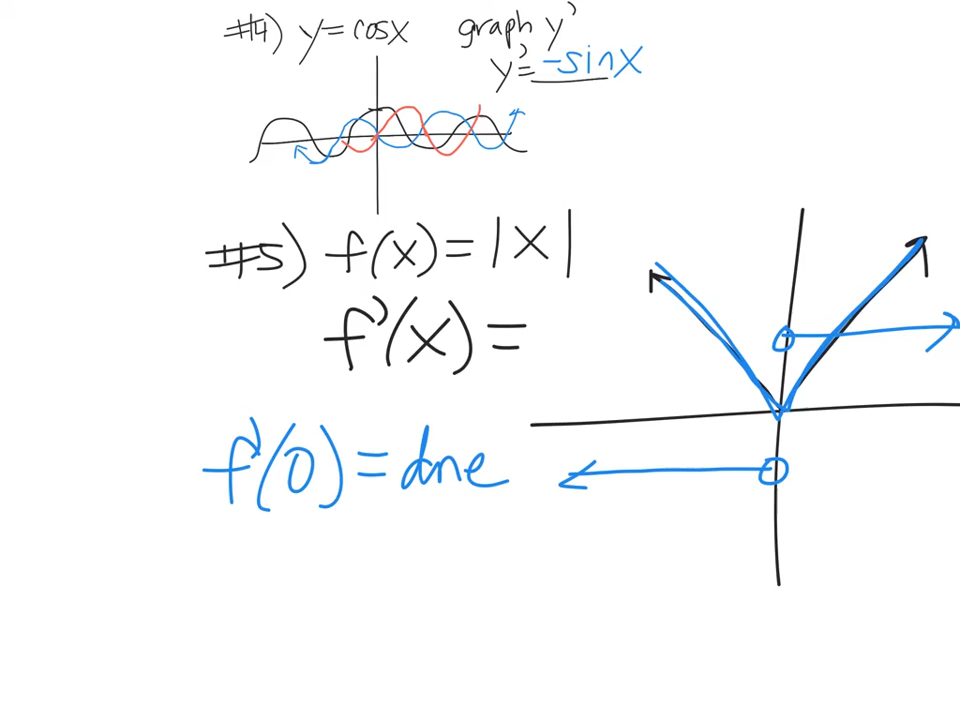 #4) y = cosx graph y'
y' = -sinx
#5) f(x) = |x|
f'(x) =
f'(0) = dne